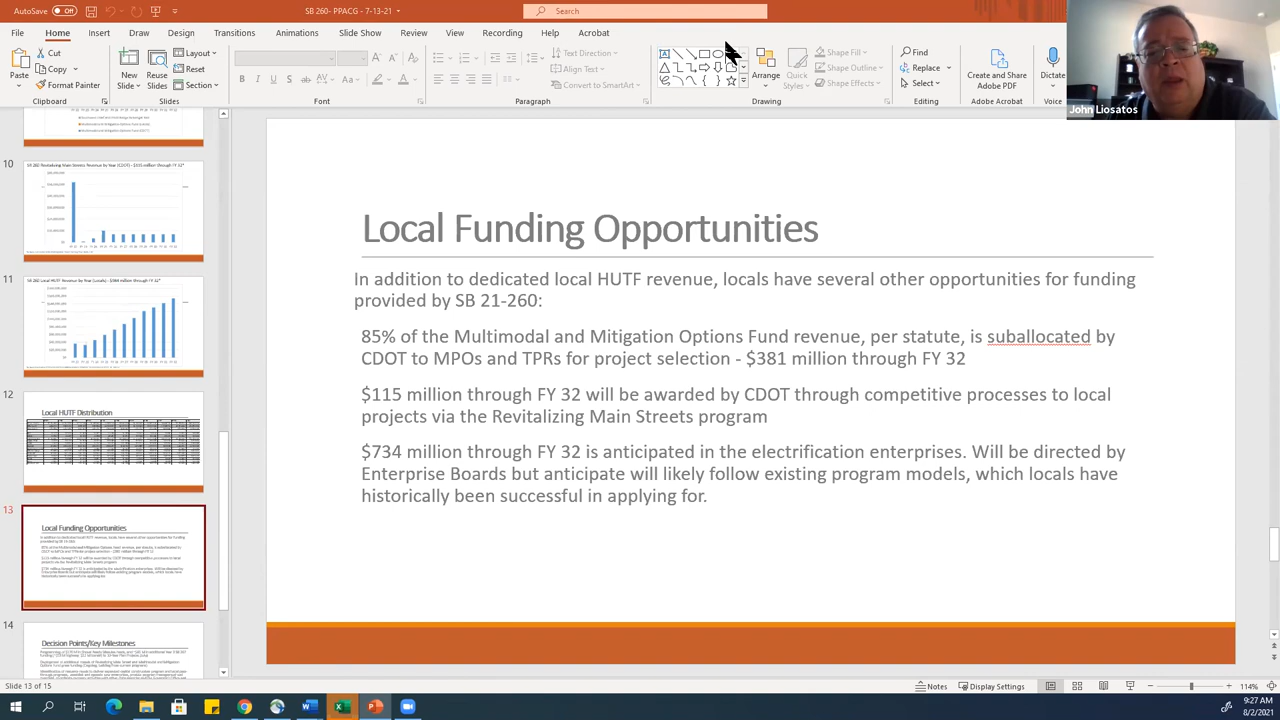 AutoSave Off
SB 260- PPACG - 7-13-21
Search
File Home Insert Draw Design Transitions Animations Slide Show Review View Recording Help Acrobat
Paste
Cut
Copy
Format Painter
Clipboard
New
Slides
Reuse
Slides
Layout
Reset
Section
Slides
Font
Text Direction
Align Text
Convert to SmartArt
Paragraph
Arrange
Quick
Styles
Shape Fill
Shape Outline
Shape Effects
Drawing
Find
Replace
Select
Editing
Create and Share
Adobe PDF
Adobe Acrobat
Dictate
Voice
John Liosatos
10
11
12
Local HUTF Distribution
13
Local Funding Opportunities
14
Decision Points/Key Milestones
Local Funding Opportunities
In addition to dedicated local HUTF revenue, locals have several other opportunities for funding
provided by SB 21-260:
85% of the Multimodal and Mitigation Options Fund revenue, per statute, is suballocated by
CDOT to MPOs and TPRs for project selection - $381 million through FY 32
$115 million through FY 32 will be awarded by CDOT through competitive processes to local
projects via the Revitalizing Main Streets program
$734 million through FY 32 is anticipated in the electrification enterprises. Will be directed by
Enterprise Boards but anticipate will likely follow existing program models, which locals have
historically been successful in applying for.
Slide 13 of 15
Notes
Display Settings
114%
9:27 AM
8/2/2021